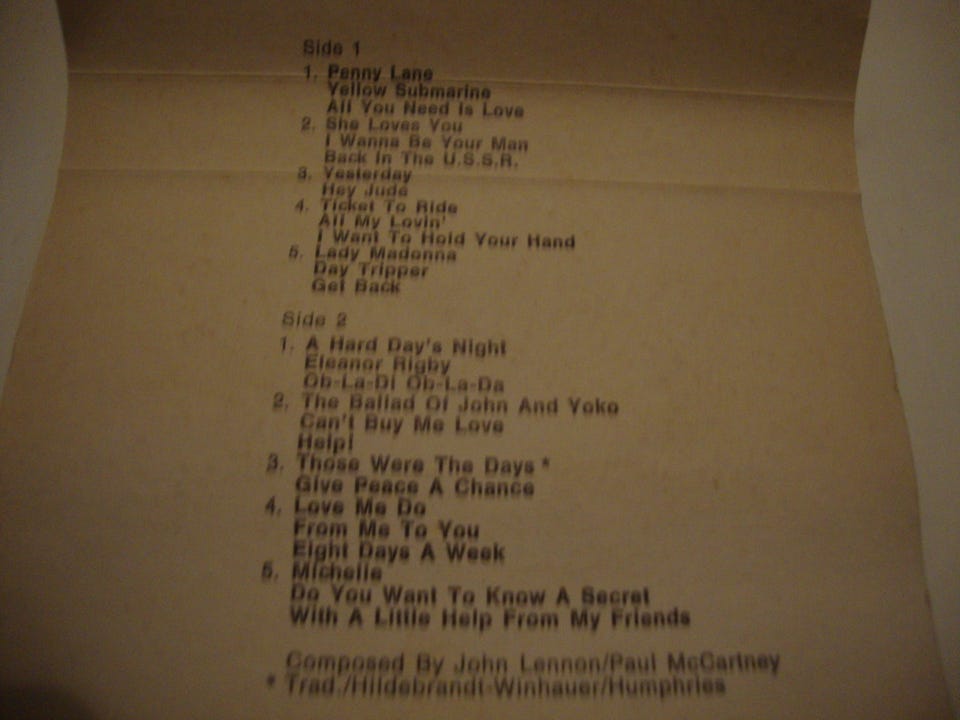 Side 1
1. Penny Lane
Yellow Submarine
All You Need Is Love
2. She Loves You
I Wanna Be Your Man
Back In The U.S.S.R.
3. Yesterday
Hey Jude
4. Ticket To Ride
All My Lovin'
I Want To Hold Your Hand
5. Lady Madonna
Day Tripper
Get Back
Side 2
1. A Hard Day's Night
Eleanor Rigby
Ob-La-Di Ob-La-Da
2. The Ballad Of John And Yoko
Can't Buy Me Love
Help!
3. Those Were The Days *
Give Peace A Chance
4. Love Me Do
From Me To You
Eight Days A Week
5. Michelle
Do You Want To Know A Secret
With A Little Help From My Friends
Composed By John Lennon/Paul McCartney
* Trad./Hildebrandt-Winhauer/Humphries